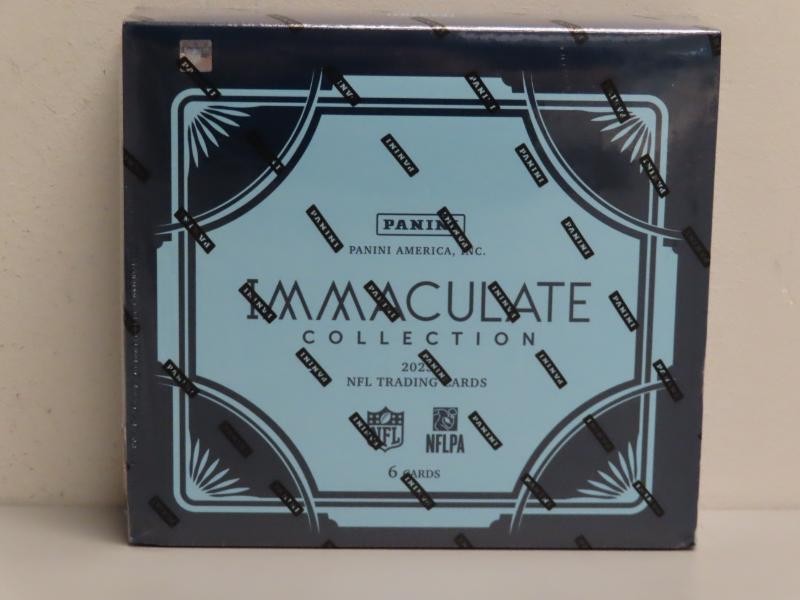 PANINI
PANINI AMERICA, INC.
IMMACULATE
COLLECTION
NFL TRADING CARDS
NFL
NFLPA
6 CARDS